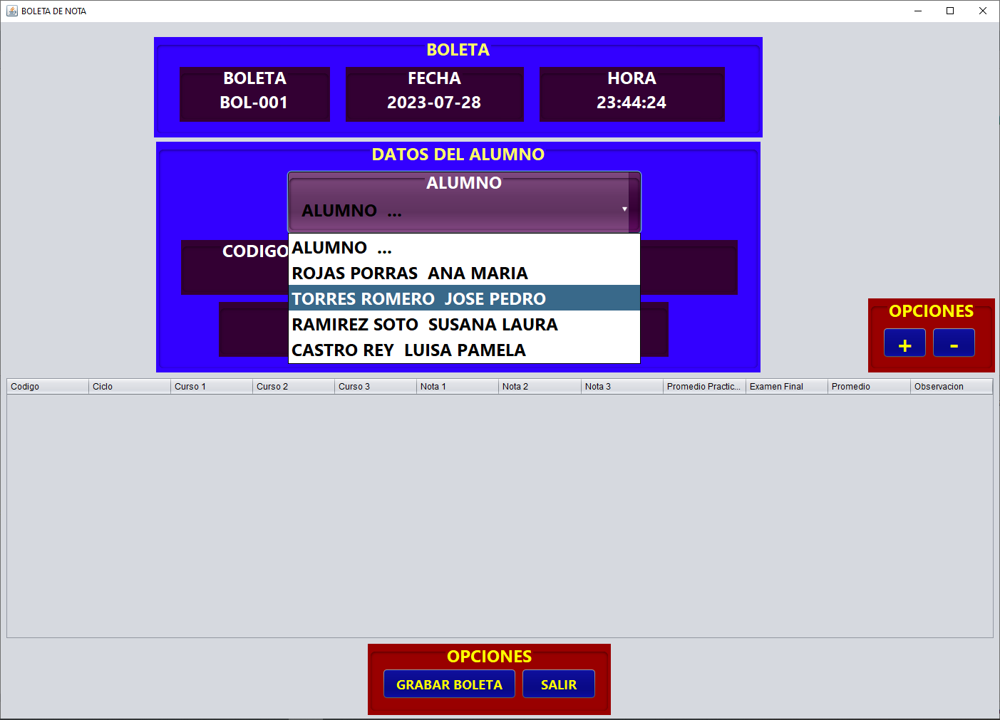 BOLETA DE NOTA
BOLETA
BOLETA FECHA HORA
BOL-001 2023-07-28 23:44:24
DATOS DEL ALUMNO
ALUMNO
ALUMNO ...
CODIGO
ALUMNO ...
ROJAS PORRAS ANA MARIA
TORRES ROMERO JOSE PEDRO
RAMIREZ SOTO SUSANA LAURA
CASTRO REY LUISA PAMELA
OPCIONES
+ -
Codigo Ciclo Curso 1 Curso 2 Curso 3 Nota 1 Nota 2 Nota 3 Promedio Practic... Examen Final Promedio Observacion
OPCIONES
GRABAR BOLETA SALIR